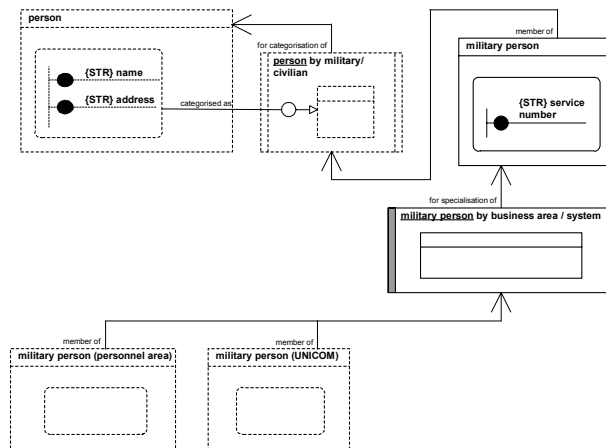 person
{STR} name
{STR} address
categorised as
for categorisation of
person by military/
civilian
member of
military person
{STR} service
number
for specialisation of
military person by business area / system
member of
military person (personnel area)
member of
military person (UNICOM)